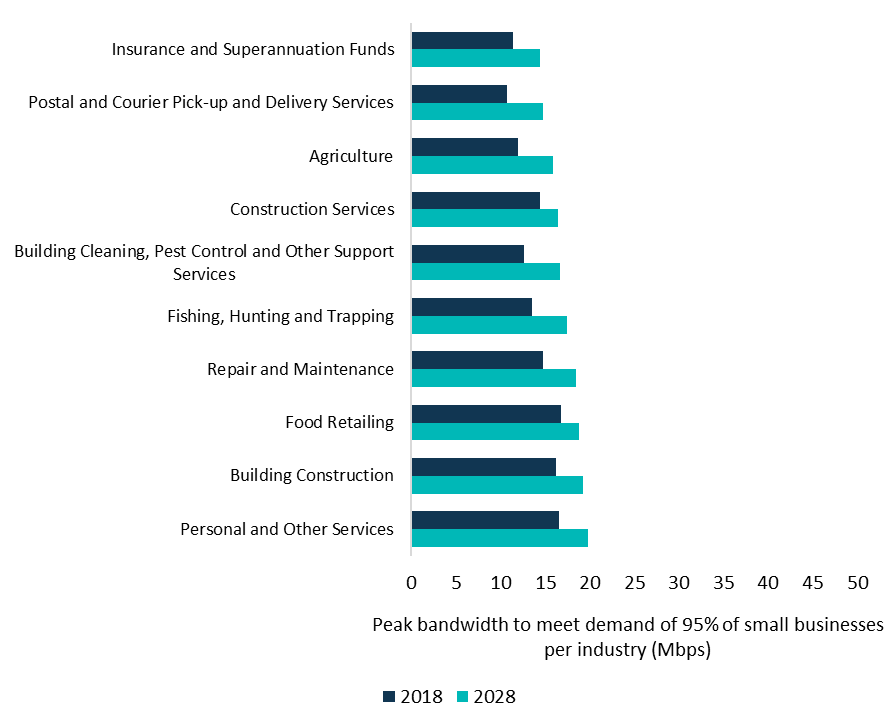 Insurance and Superannuation Funds
Postal and Courier Pick-up and Delivery Services
Agriculture
Construction Services
Building Cleaning, Pest Control and Other Support
Services
Fishing, Hunting and Trapping
Repair and Maintenance
Food Retailing
Building Construction
Personal and Other Services
0 5 10 15 20 25 30 35 40 45 50
Peak bandwidth to meet demand of 95% of small businesses
per industry (Mbps)
2018 2028